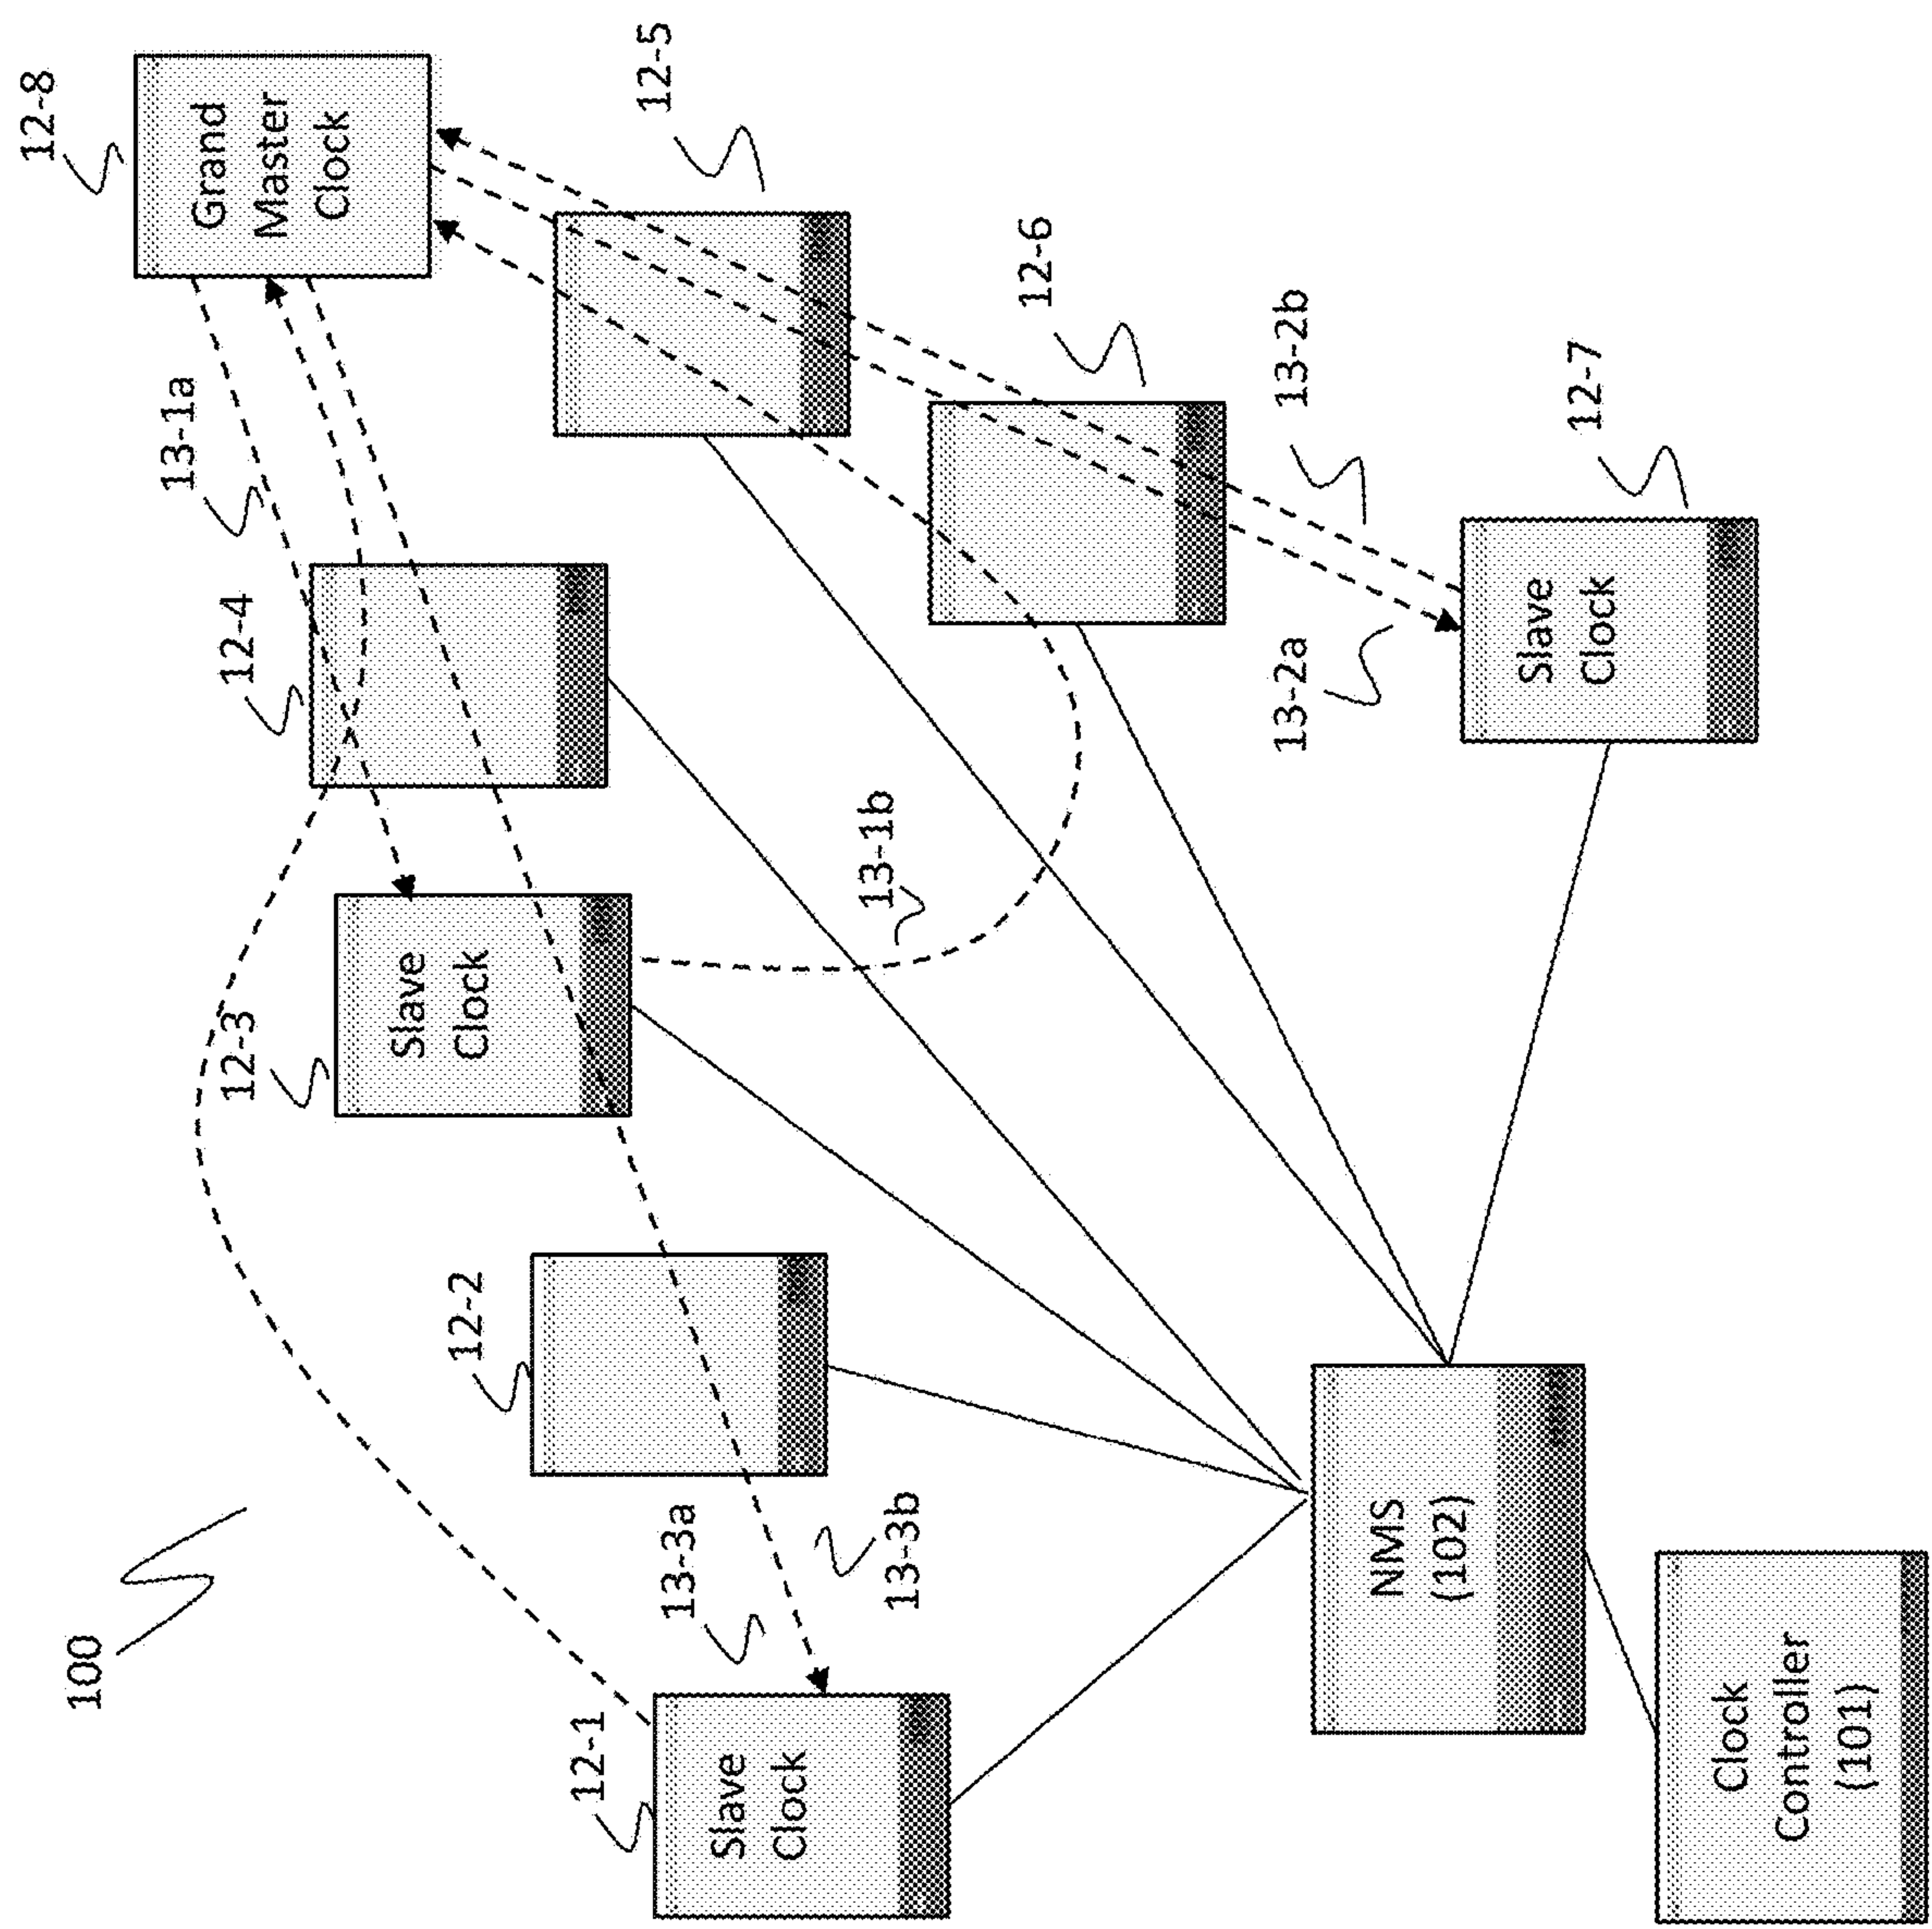 100
12-1
Slave
Clock
13-3a
13-3b
12-2
12-3
Slave
Clock
12-4
13-1a
13-1b
12-8
Grand
Master
Clock
12-5
12-6
13-2b
13-2a
12-7
Slave
Clock
NMS
(102)
Clock
Controller
(101)